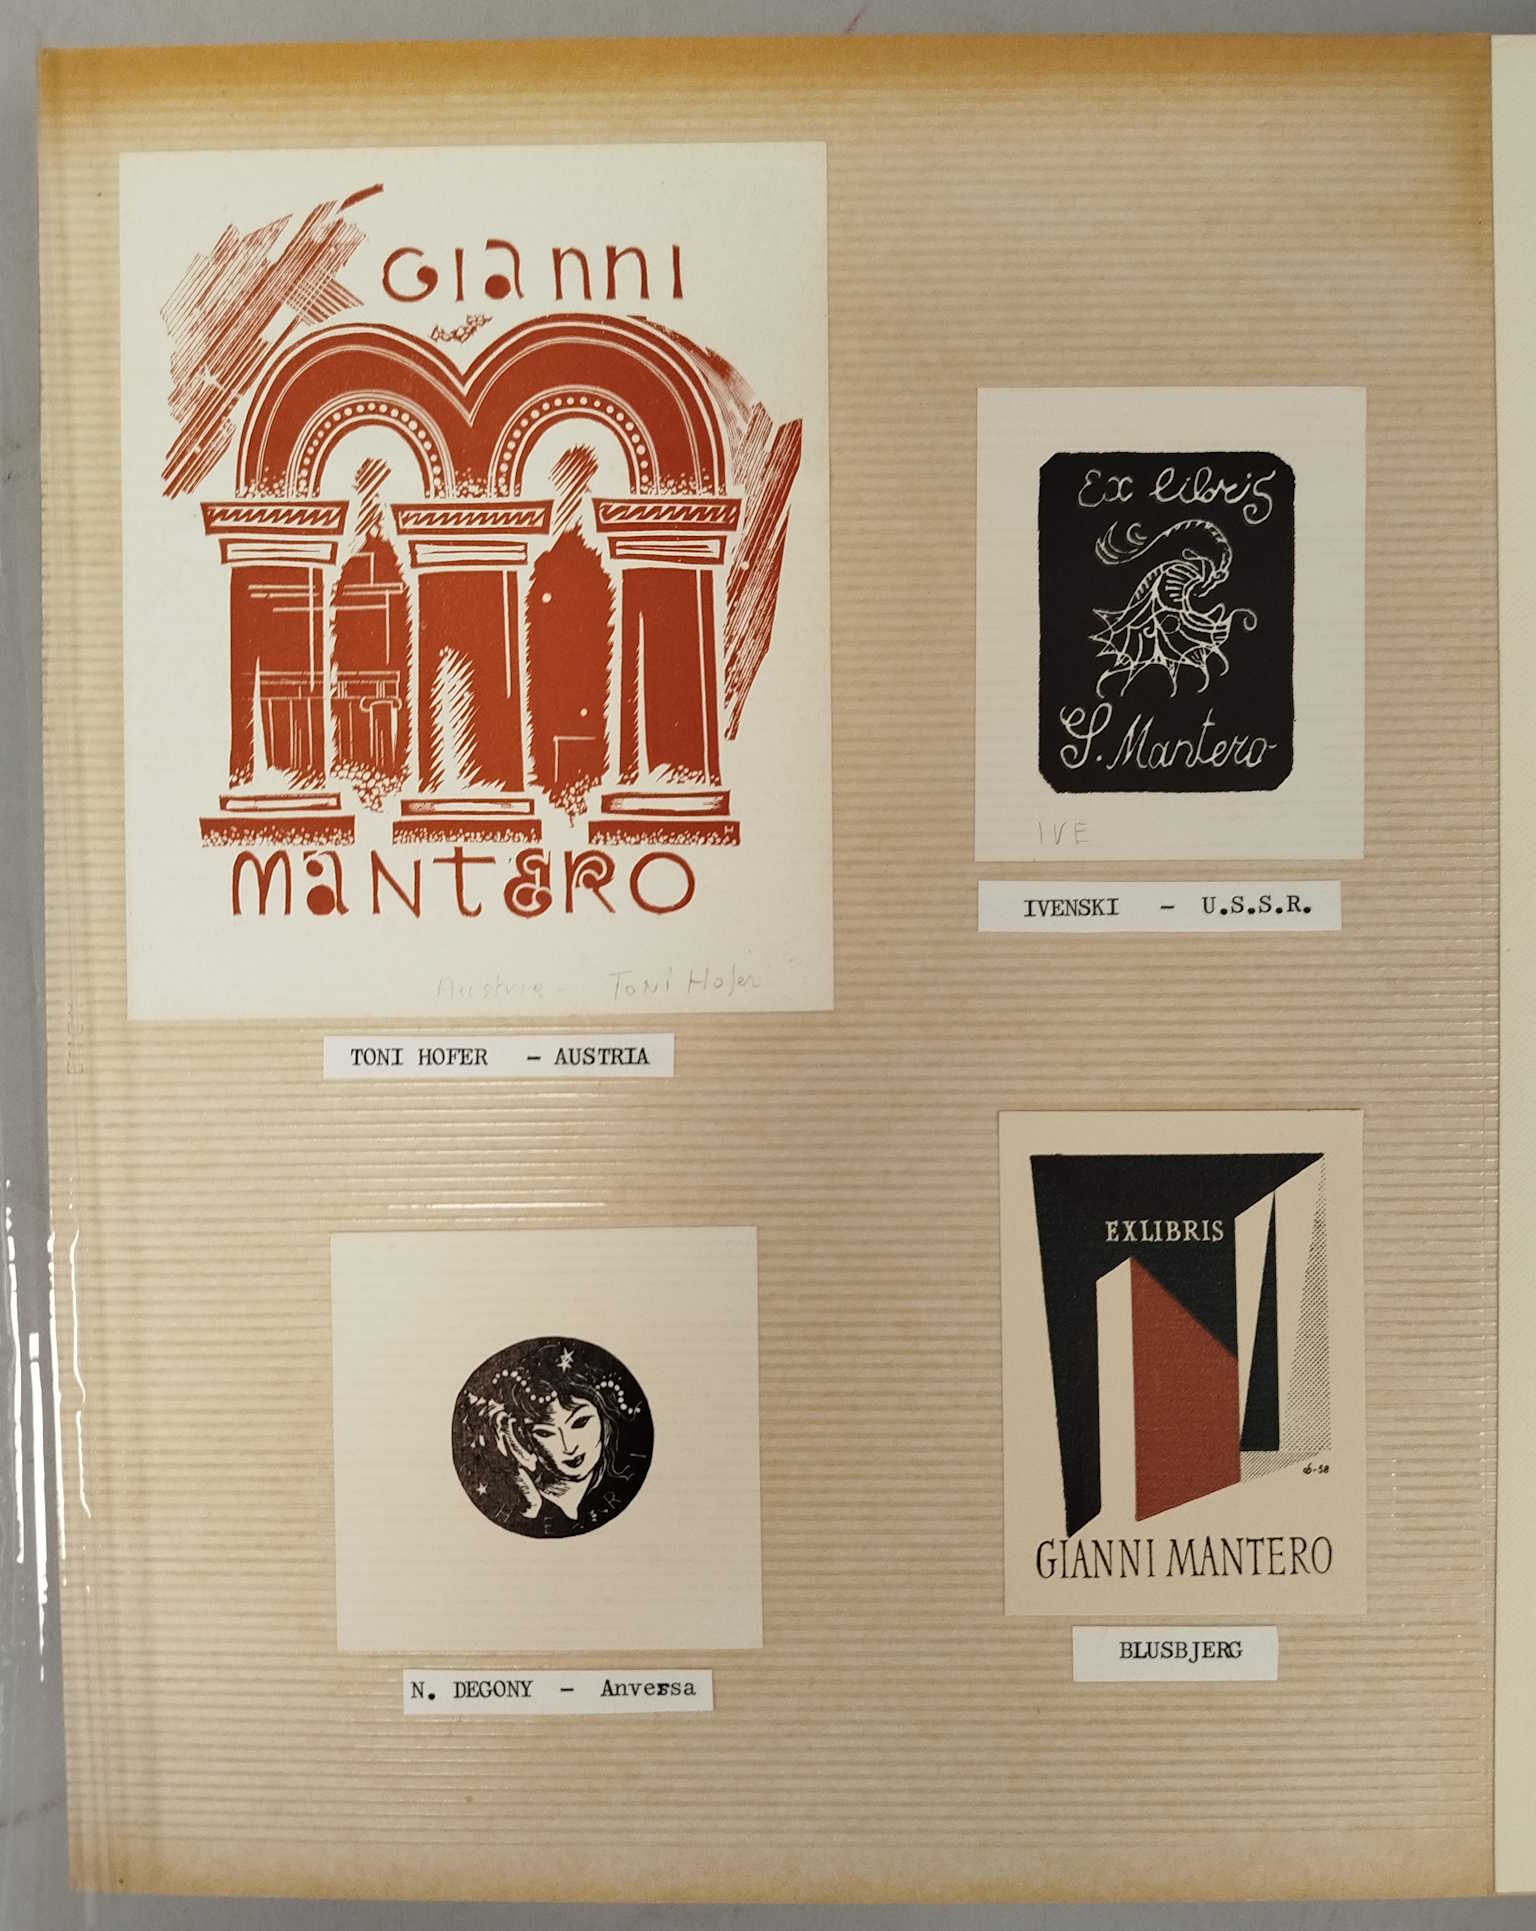 Gianni
Mantero
Austria - Toni Hofer
TONI HOFER - AUSTRIA
Ex libris
G. Mantero
IVE
IVENSKI - U.S.S.R.
N. DEGONY - Anversa
EXLIBRIS
58
GIANNI MANTERO
BLUSBJERG